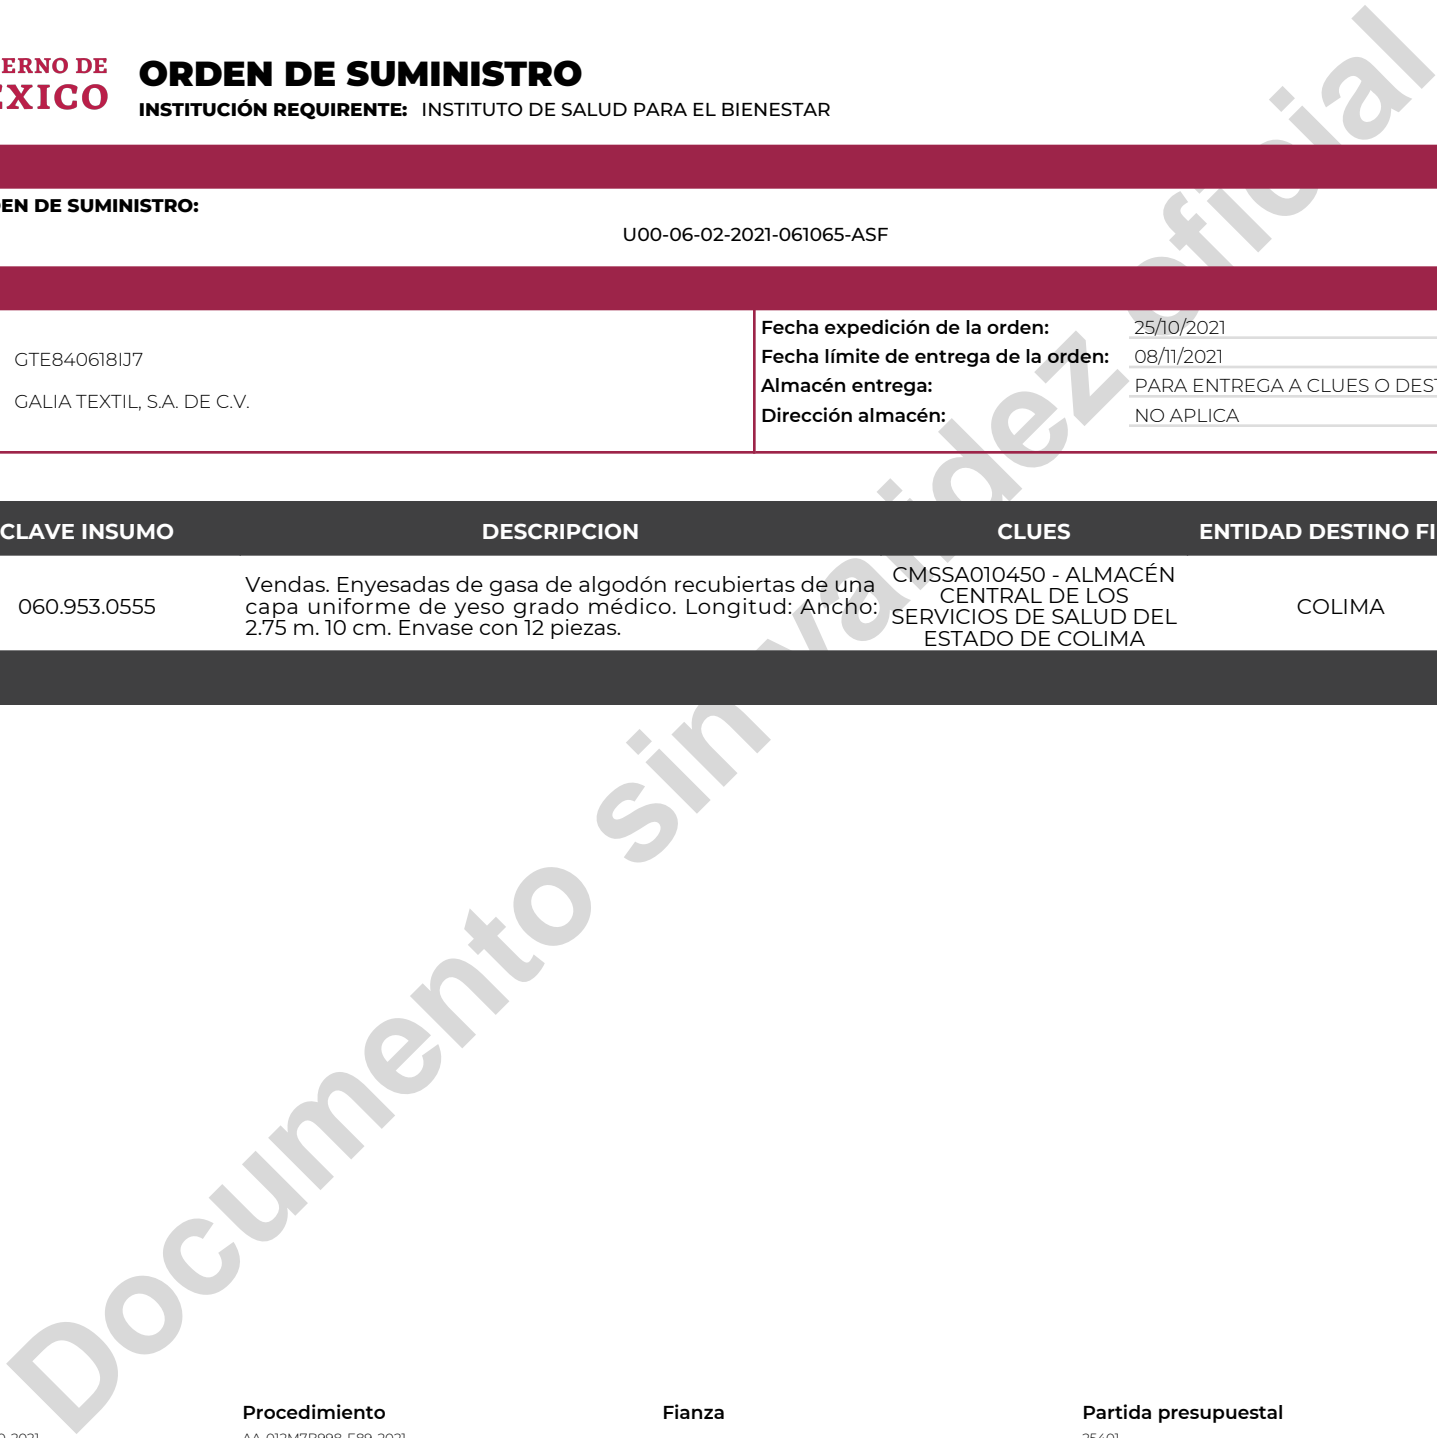 ERNO DE
EXICO
ORDEN DE SUMINISTRO
INSTITUCIÓN REQUIRENTE: INSTITUTO DE SALUD PARA EL BIENESTAR
EN DE SUMINISTRO:
U00-06-02-2021-061065-ASF
GTE840618IJ7
GALIA TEXTIL, S.A. DE C.V.
Fecha expedición de la orden: 25/10/2021
Fecha límite de entrega de la orden: 08/11/2021
Almacén entrega: PARA ENTREGA A CLUES O DEST
Dirección almacén: NO APLICA
CLAVE INSUMO DESCRIPCION CLUES ENTIDAD DESTINO FI
060.953.0555
Vendas. Enyesadas de gasa de algodón recubiertas de una
capa uniforme de yeso grado médico. Longitud: Ancho:
2.75 m. 10 cm. Envase con 12 piezas.
CMSSA010450 - ALMACÉN
CENTRAL DE LOS
SERVICIOS DE SALUD DEL
ESTADO DE COLIMA
COLIMA
Documento sin validez oficial
Procedimiento Fianza Partida presupuestal